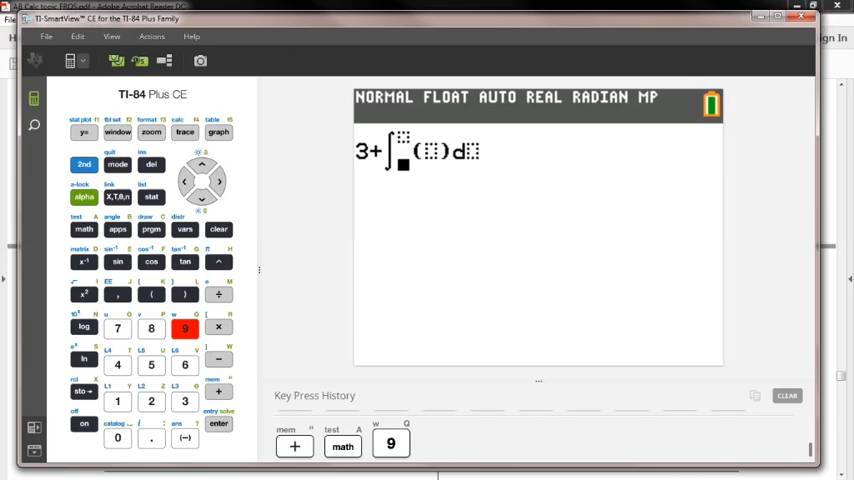 TI-SmartView™ CE for the TI-84 Plus Family
File Edit View Actions Help
Sign In
TI-84 Plus CE
stat plot f1 tbl set f2 format f3 calc f4 table f5
y= window zoom trace graph
quit ins
2nd mode del
a-lock link list
alpha X,T,θ,n stat
test A angle B draw C distr
math apps prgm vars clear
matrix D sin⁻¹ E cos⁻¹ F tan⁻¹ G π H
x⁻¹ sin cos tan ^
√ I EE J { K } L e M
x² , ( ) ÷
10ˣ N u O v P w Q [ R
log 7 8 9 ×
eˣ S L4 T L5 U L6 V ] W
ln 4 5 6 −
rcl X L1 Y L2 Z L3 θ mem "
sto→ 1 2 3 +
off catalog i : ans ? entry solve
on 0 . (−) enter
NORMAL FLOAT AUTO REAL RADIAN MP
3+∫( )d
Key Press History
CLEAR
mem " test A w Q
+ math 9